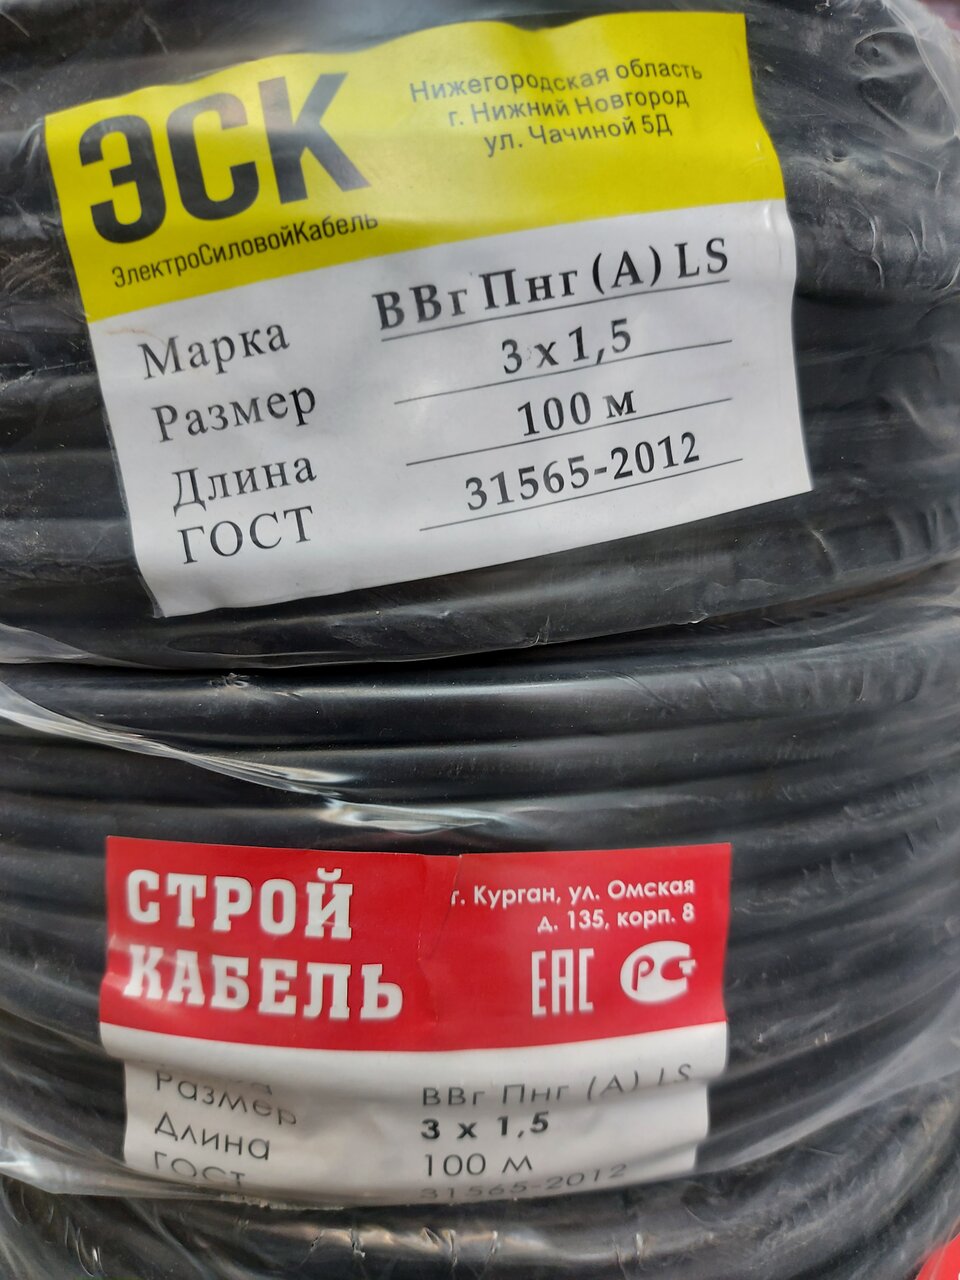 ЭСК
ЭлектроСиловойКабель
Нижегородская область
г. Нижний Новгород
ул. Чачиной 5Д
Марка ВВг Пнг (А) LS
Размер 3 х 1,5
Длина 100 м
ГОСТ 31565-2012
СТРОЙ
КАБЕЛЬ
г. Курган, ул. Омская
д. 135, корп. 8
ЕАС РСТ
ВВг Пнг (А) LS
Размер 3 х 1,5
Длина 100 м
ГОСТ 31565-2012